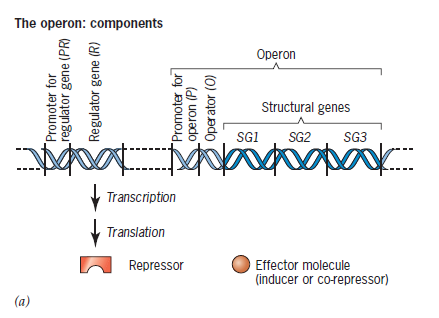 The operon: components
Promoter for
regulator gene (PR)
Regulator gene (R)
Operon
Promoter for
operon (P)
Operator (O)
Structural genes
SG1 SG2 SG3
Transcription
Translation
Repressor
Effector molecule
(inducer or co-repressor)
(a)